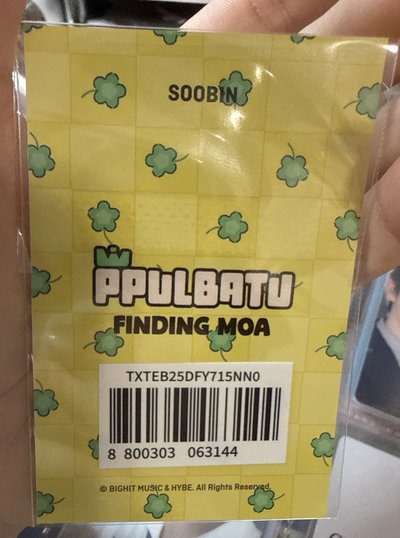 SOOBIN
PPULBATU
FINDING MOA
TXTEB25DFY715NN0
8 800303 063144
© BIGHIT MUSIC & HYBE. All Rights Reserved.